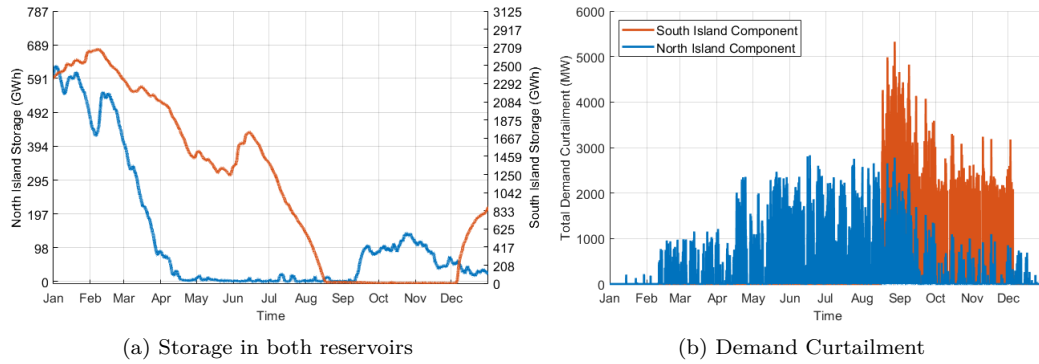 787
689
591
492
394
295
197
98
0
North Island Storage (GWh)
3125
2917
2709
2500
2292
2084
1875
1667
1459
1250
1042
833
625
417
208
0
South Island Storage (GWh)
Jan Feb Mar Apr May Jun Jul Aug Sep Oct Nov Dec
Time
(a) Storage in both reservoirs
6000
5000
4000
3000
2000
1000
0
Total Demand Curtailment (MW)
South Island Component
North Island Component
Jan Feb Mar Apr May Jun Jul Aug Sep Oct Nov Dec
Time
(b) Demand Curtailment